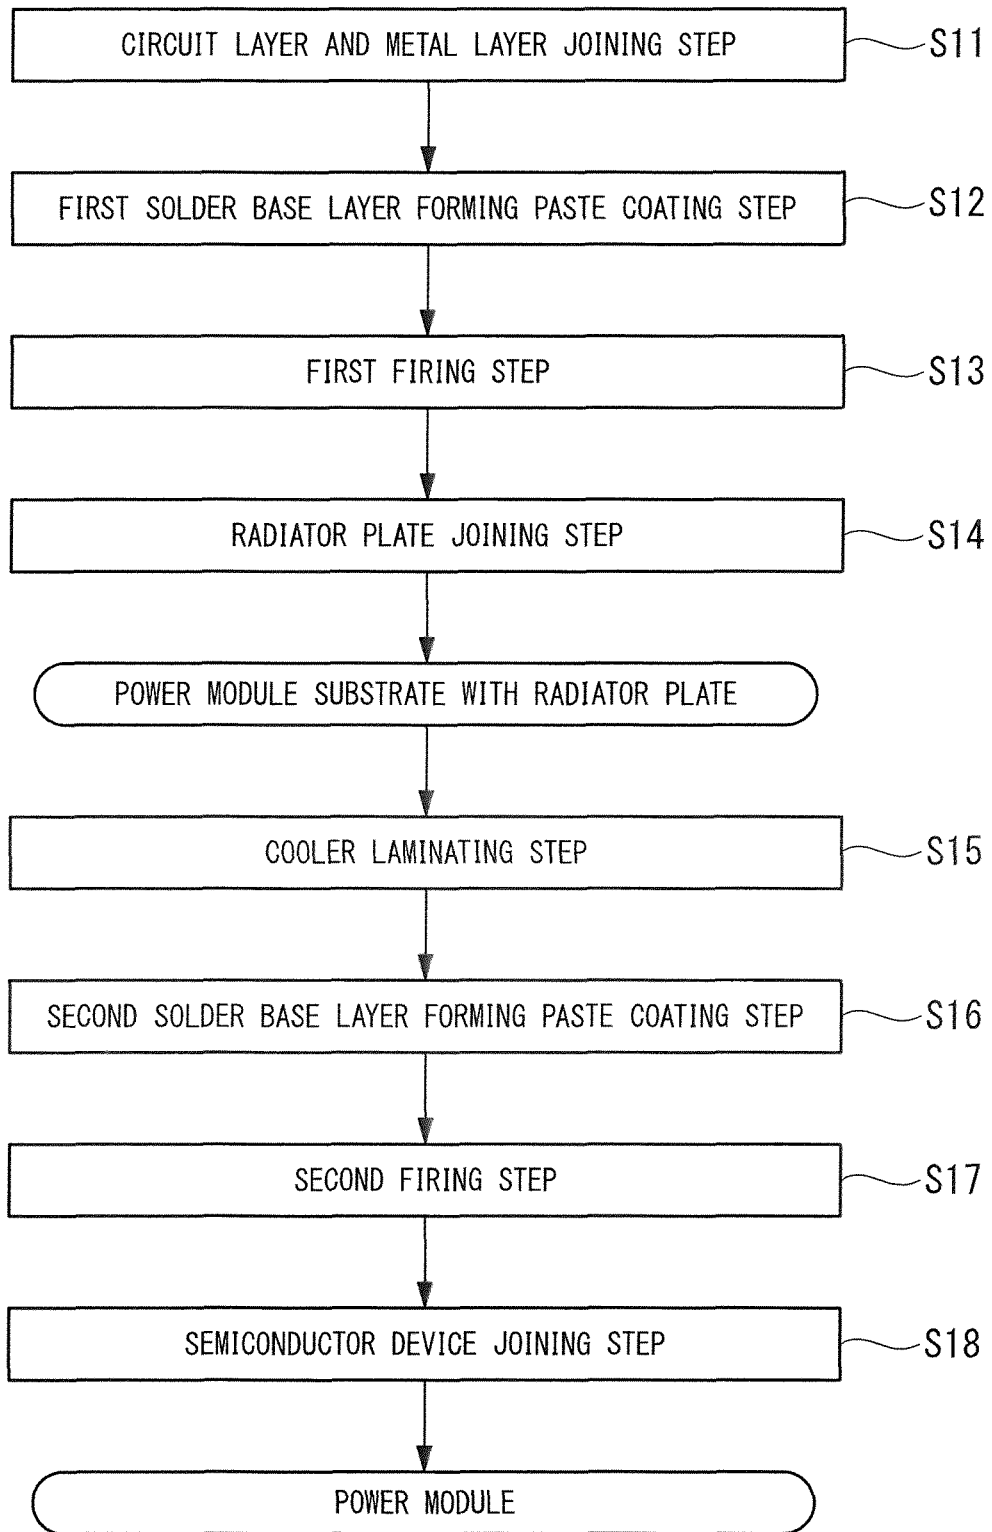 CIRCUIT LAYER AND METAL LAYER JOINING STEP
S11
FIRST SOLDER BASE LAYER FORMING PASTE COATING STEP
S12
FIRST FIRING STEP
S13
RADIATOR PLATE JOINING STEP
S14
POWER MODULE SUBSTRATE WITH RADIATOR PLATE
COOLER LAMINATING STEP
S15
SECOND SOLDER BASE LAYER FORMING PASTE COATING STEP
S16
SECOND FIRING STEP
S17
SEMICONDUCTOR DEVICE JOINING STEP
S18
POWER MODULE